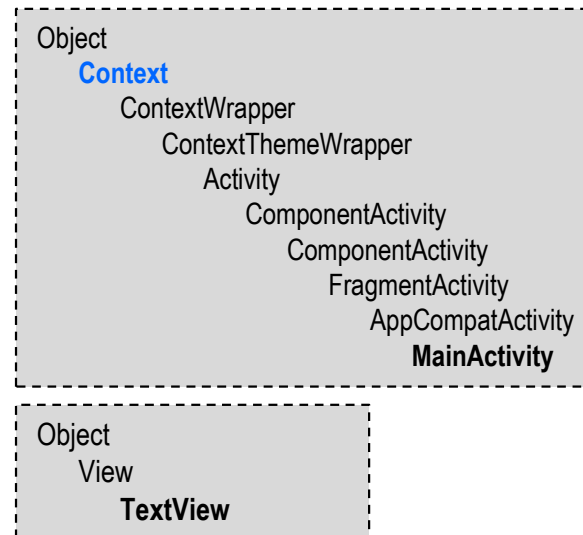 Object
Context
ContextWrapper
ContextThemeWrapper
Activity
ComponentActivity
ComponentActivity
FragmentActivity
AppCompatActivity
MainActivity
Object
View
TextView